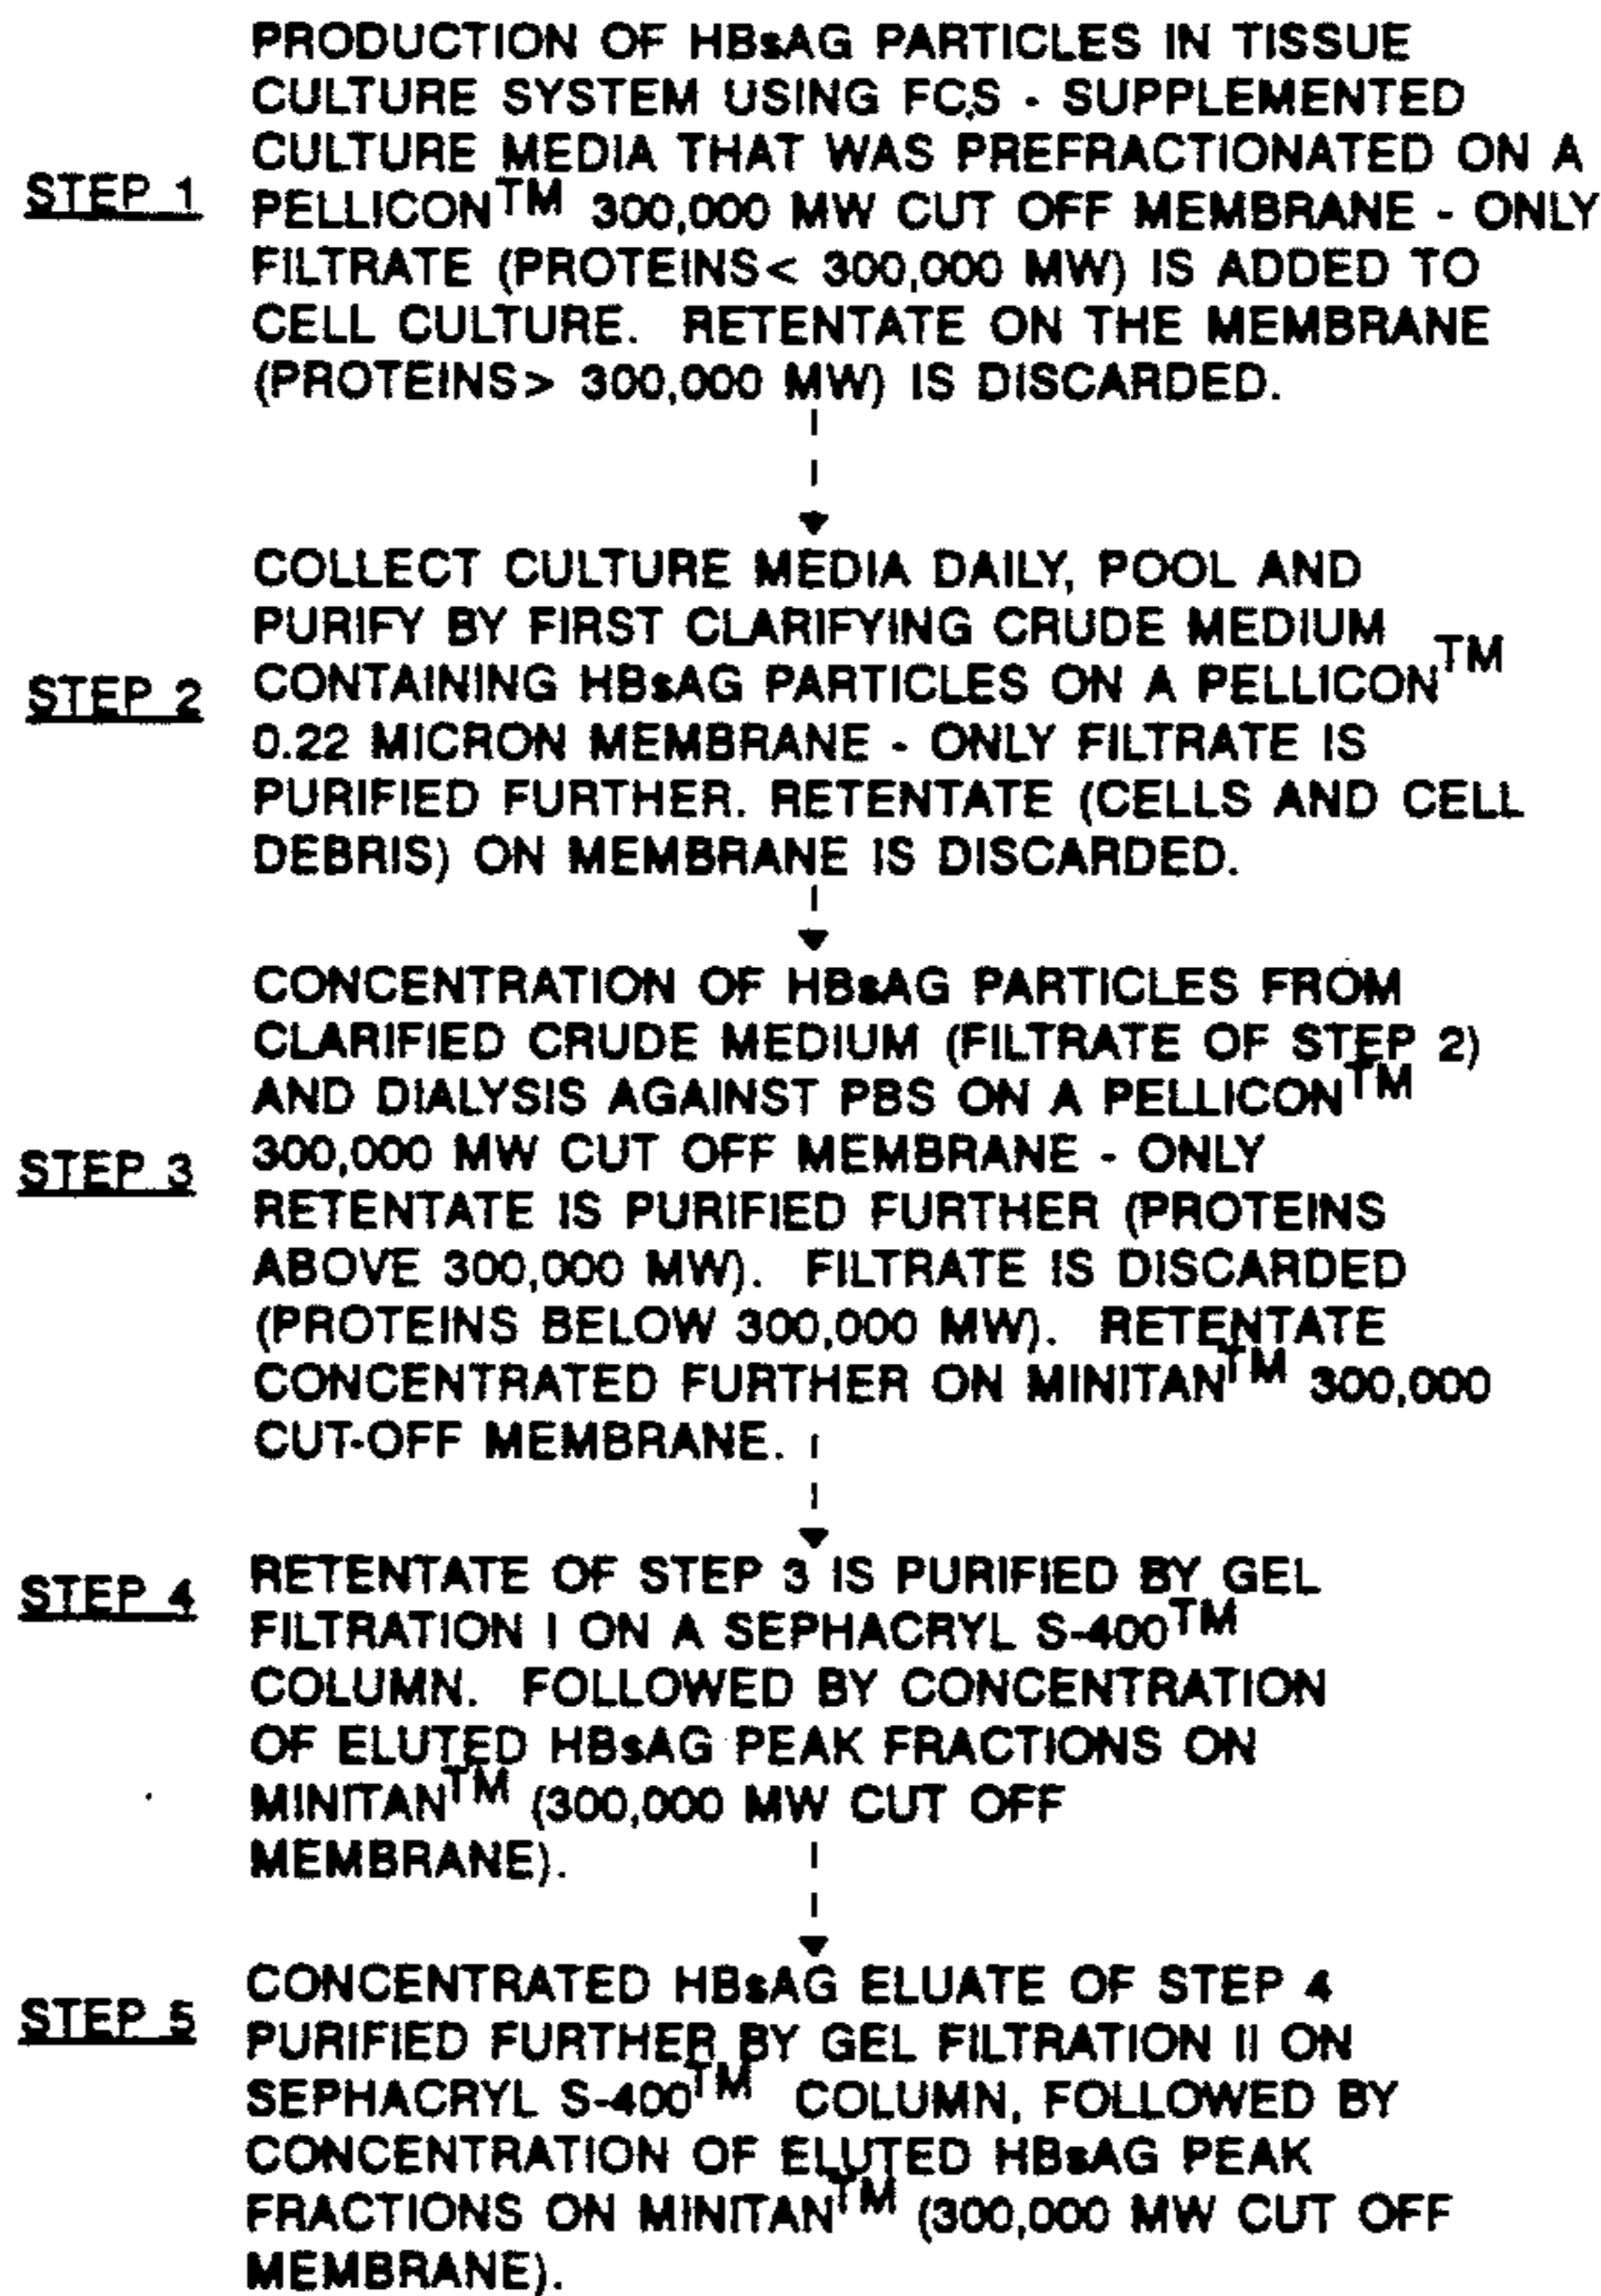 PRODUCTION OF HBsAG PARTICLES IN TISSUE
CULTURE SYSTEM USING FCS - SUPPLEMENTED
CULTURE MEDIA THAT WAS PREFRACTIONATED ON A
STEP 1 PELLICON™ 300,000 MW CUT OFF MEMBRANE - ONLY
FILTRATE (PROTEINS< 300,000 MW) IS ADDED TO
CELL CULTURE. RETENTATE ON THE MEMBRANE
(PROTEINS> 300,000 MW) IS DISCARDED.
COLLECT CULTURE MEDIA DAILY, POOL AND
PURIFY BY FIRST CLARIFYING CRUDE MEDIUM
STEP 2 CONTAINING HBsAG PARTICLES ON A PELLICON™
0.22 MICRON MEMBRANE - ONLY FILTRATE IS
PURIFIED FURTHER. RETENTATE (CELLS AND CELL
DEBRIS) ON MEMBRANE IS DISCARDED.
CONCENTRATION OF HBsAG PARTICLES FROM
CLARIFIED CRUDE MEDIUM (FILTRATE OF STEP 2)
AND DIALYSIS AGAINST PBS ON A PELLICON™
STEP 3 300,000 MW CUT OFF MEMBRANE - ONLY
RETENTATE IS PURIFIED FURTHER (PROTEINS
ABOVE 300,000 MW). FILTRATE IS DISCARDED
(PROTEINS BELOW 300,000 MW). RETENTATE
CONCENTRATED FURTHER ON MINITAN™ 300,000
CUT-OFF MEMBRANE.
STEP 4 RETENTATE OF STEP 3 IS PURIFIED BY GEL
FILTRATION I ON A SEPHACRYL S-400™
COLUMN. FOLLOWED BY CONCENTRATION
OF ELUTED HBsAG PEAK FRACTIONS ON
MINITAN™ (300,000 MW CUT OFF
MEMBRANE).
CONCENTRATED HBsAG ELUATE OF STEP 4
STEP 5 PURIFIED FURTHER BY GEL FILTRATION II ON
SEPHACRYL S-400™ COLUMN, FOLLOWED BY
CONCENTRATION OF ELUTED HBsAG PEAK
FRACTIONS ON MINITAN™ (300,000 MW CUT OFF
MEMBRANE).